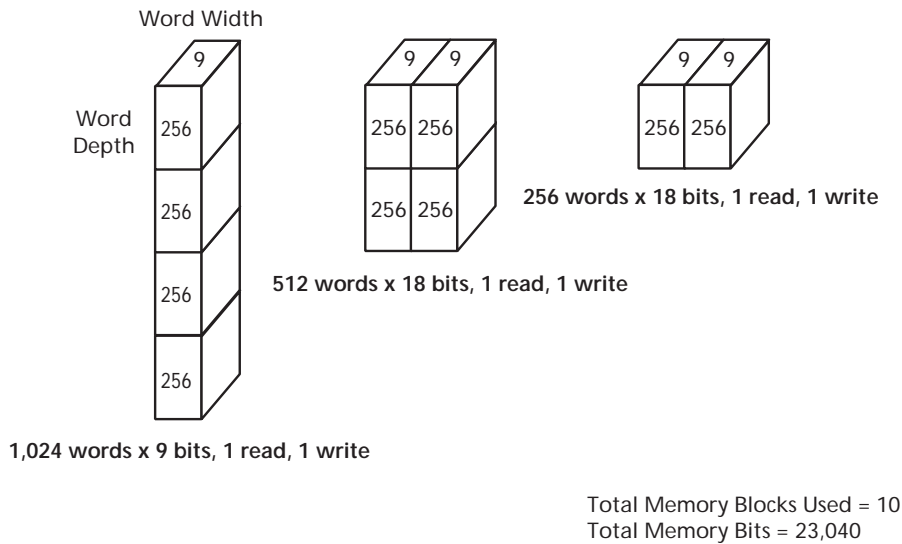 Word Width
9
Word
Depth
256
256
256
256
1,024 words x 9 bits, 1 read, 1 write
9 9
256 256
256 256
512 words x 18 bits, 1 read, 1 write
9 9
256 256
256 words x 18 bits, 1 read, 1 write
Total Memory Blocks Used = 10
Total Memory Bits = 23,040